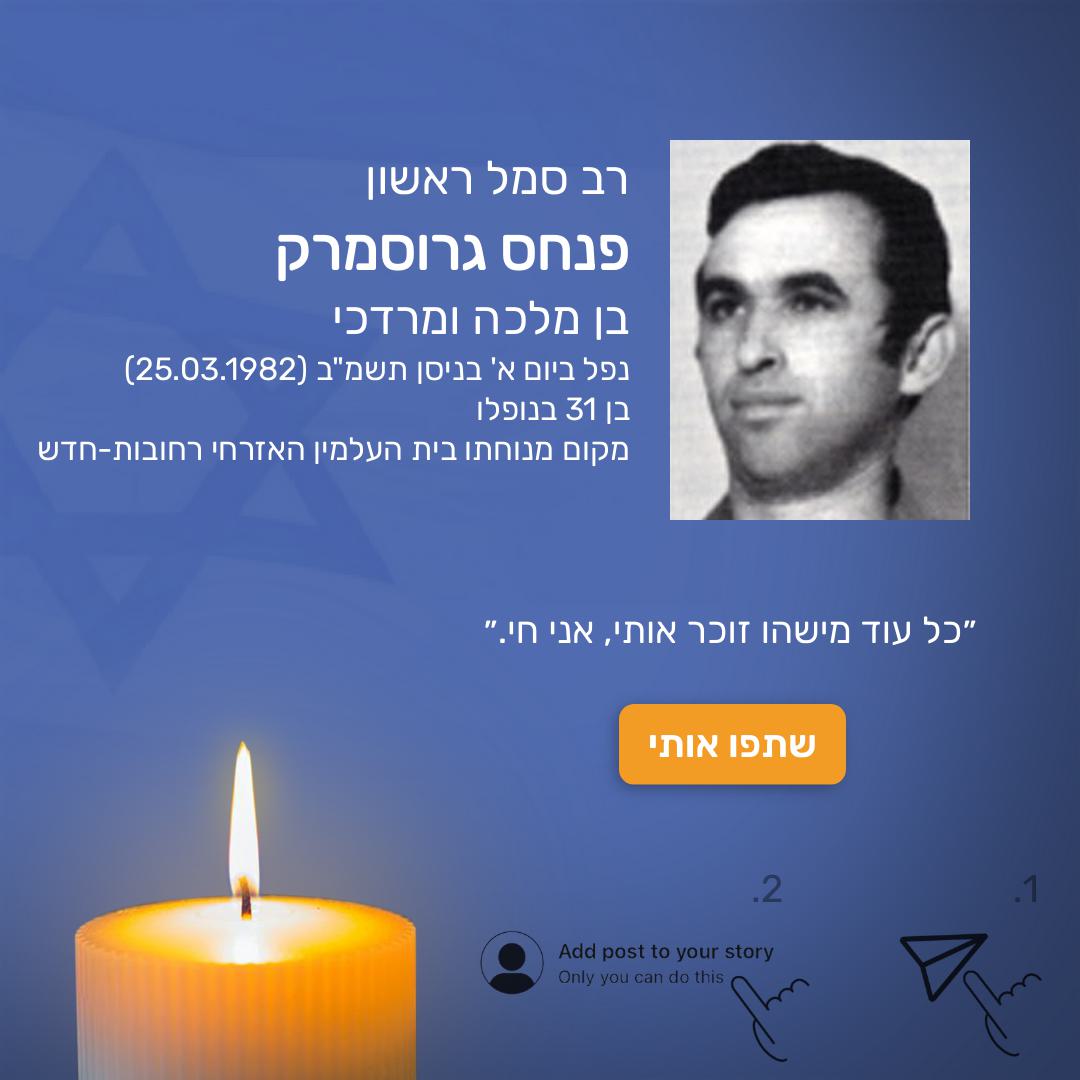 רב סמל ראשון
פנחס גרוסמרק
בן מלכה ומרדכי
נפל ביום א' בניסן תשמ"ב (25.03.1982)
בן 31 בנופלו
מקום מנוחתו בית העלמין האזרחי רחובות-חדש
״כל עוד מישהו זוכר אותי, אני חי.״
שתפו אותי
.1
.2
Add post to your story
Only you can do this